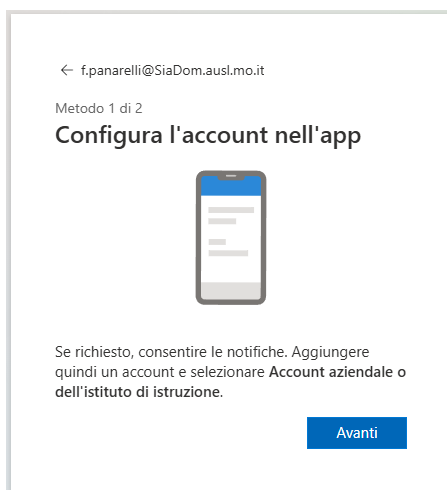 ← f.panarelli@SiaDom.ausl.mo.it
Metodo 1 di 2
Configura l'account nell'app
Se richiesto, consentire le notifiche. Aggiungere
quindi un account e selezionare Account aziendale o
dell'istituto di istruzione.
Avanti